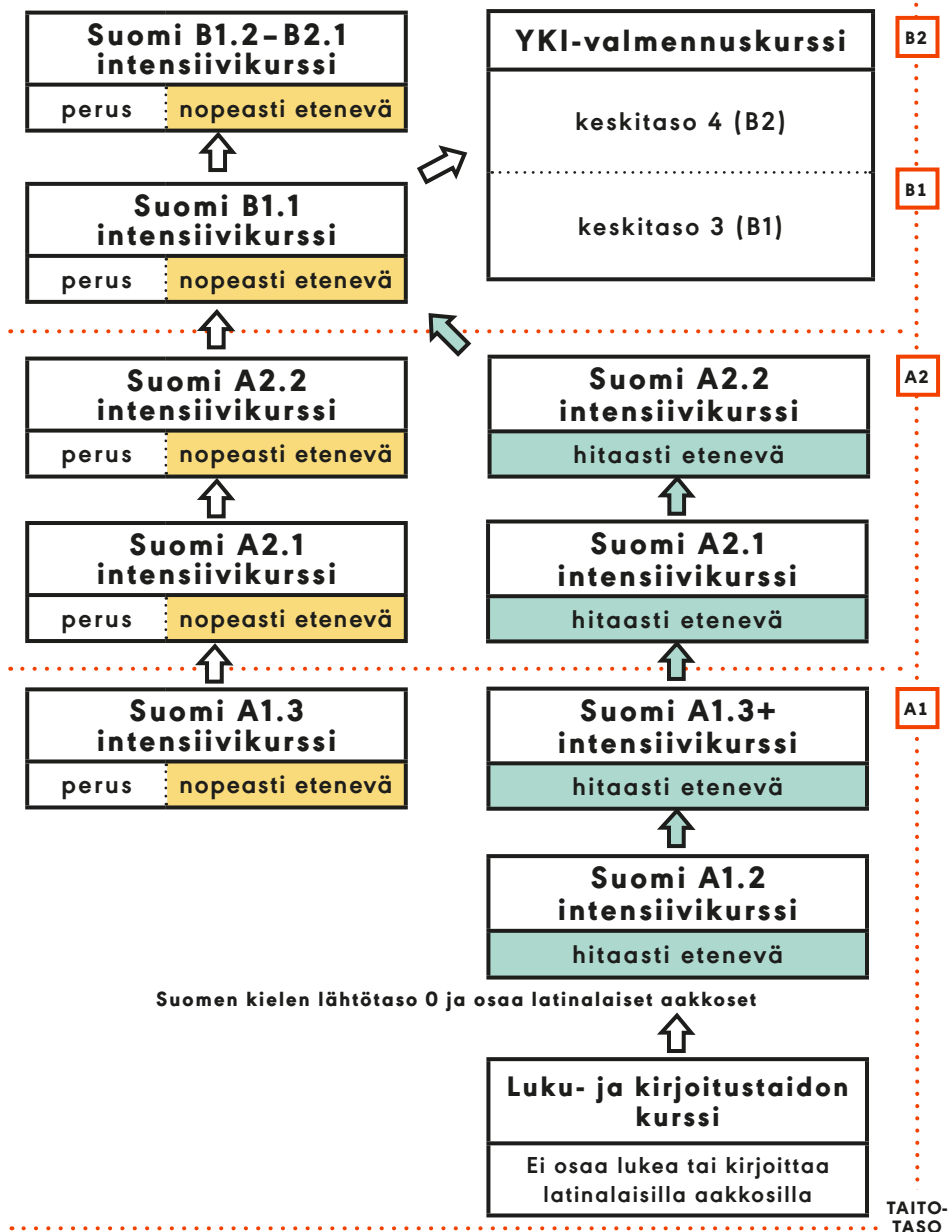 Suomi B1.2–B2.1
intensiivikurssi
perus
nopeasti etenevä
YKI-valmennuskurssi
keskitaso 4 (B2)
keskitaso 3 (B1)
B2
B1
Suomi B1.1
intensiivikurssi
perus
nopeasti etenevä
Suomi A2.2
intensiivikurssi
perus
nopeasti etenevä
Suomi A2.2
intensiivikurssi
hitaasti etenevä
A2
Suomi A2.1
intensiivikurssi
perus
nopeasti etenevä
Suomi A2.1
intensiivikurssi
hitaasti etenevä
Suomi A1.3
intensiivikurssi
perus
nopeasti etenevä
Suomi A1.3+
intensiivikurssi
hitaasti etenevä
A1
Suomi A1.2
intensiivikurssi
hitaasti etenevä
Suomen kielen lähtötaso 0 ja osaa latinalaiset aakkoset
Luku- ja kirjoitustaidon
kurssi
Ei osaa lukea tai kirjoittaa
latinalaisilla aakkosilla
TAITO-
TASO